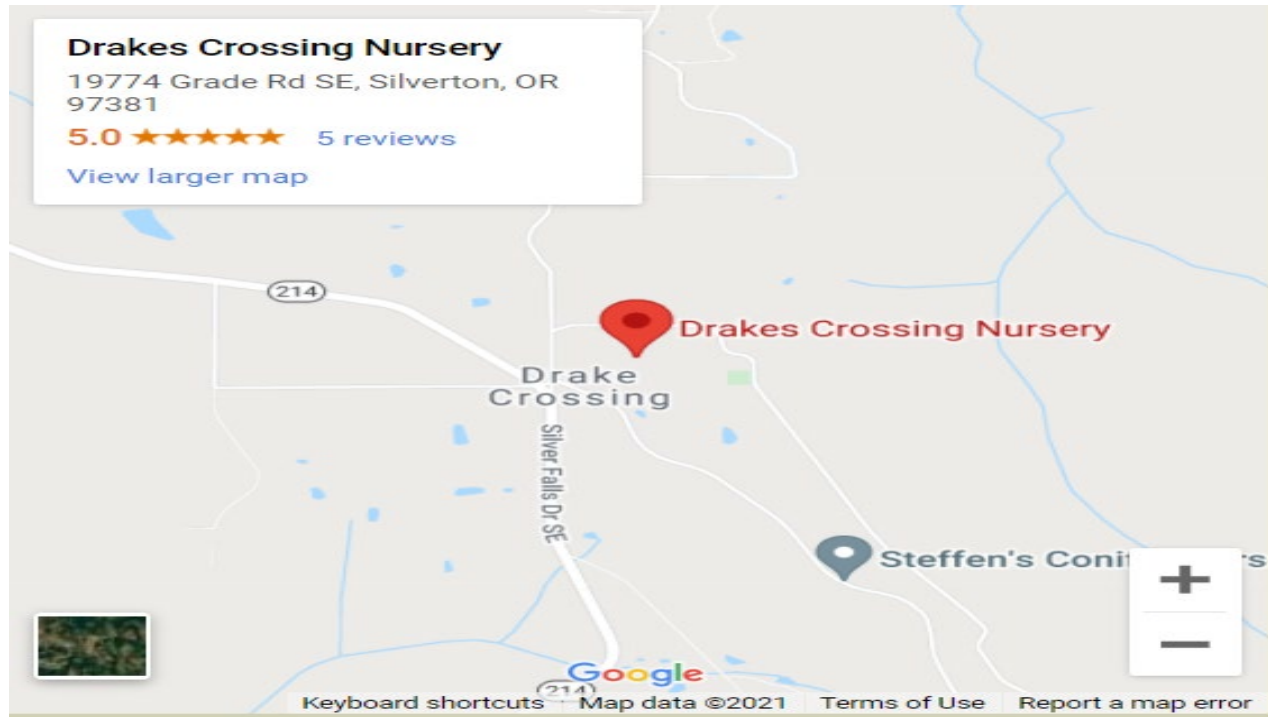 Drakes Crossing Nursery
19774 Grade Rd SE, Silverton, OR
97381
5.0
5 reviews
View larger map
214
Drakes Crossing Nursery
Drake
Crossing
Silver Falls Dr SE
Steffen's
Google
214
Keyboard shortcuts
Map data ©2021
Terms of Use
Report a map error